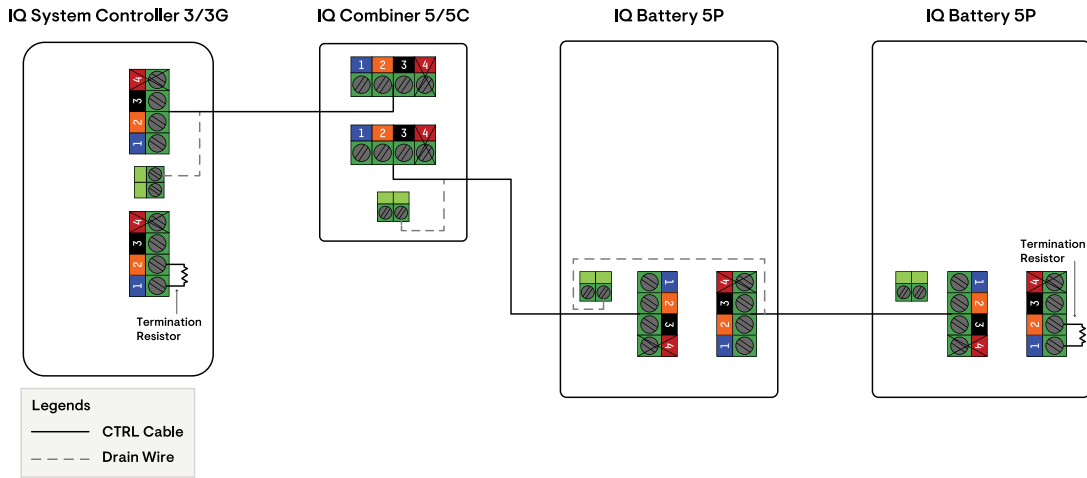 IQ System Controller 3/3G
IQ Combiner 5/5C
IQ Battery 5P
IQ Battery 5P
4
3
2
1
4
3
2
1
Termination
Resistor
1 2 3 4
1 2 3 4
1
2
3
4
4
3
2
1
1
2
3
4
4
3
2
1
Termination
Resistor
Legends
CTRL Cable
Drain Wire